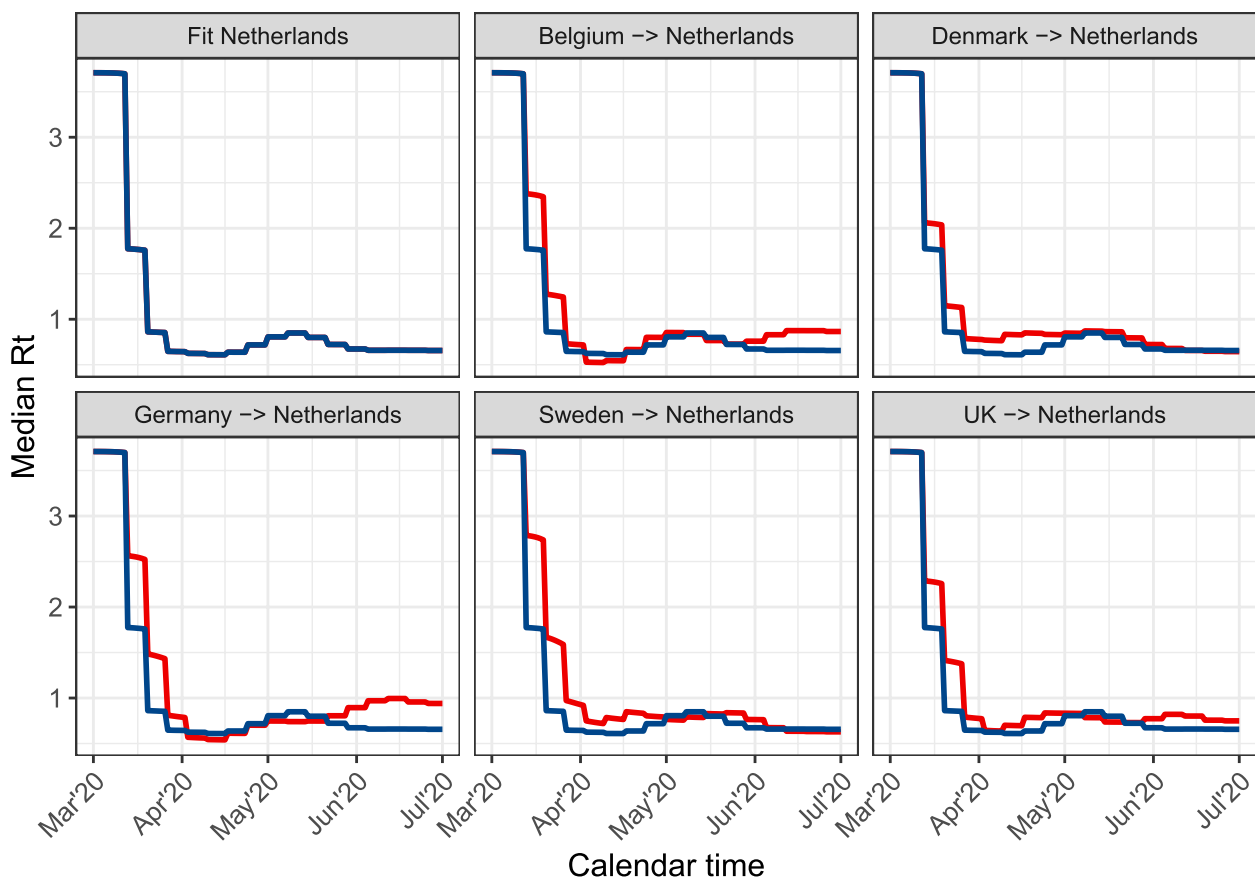 Fit Netherlands
Belgium −> Netherlands
Denmark −> Netherlands
3
2
1
Germany −> Netherlands
Sweden −> Netherlands
UK −> Netherlands
3
2
1
Median Rt
Mar'20 Apr'20 May'20 Jun'20 Jul'20
Mar'20 Apr'20 May'20 Jun'20 Jul'20
Mar'20 Apr'20 May'20 Jun'20 Jul'20
Calendar time